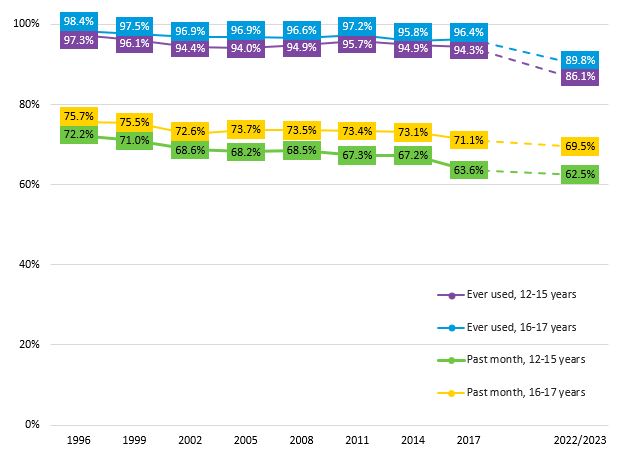 100%
80%
60%
40%
20%
0%
98.4% 97.5% 96.9% 96.9% 96.6% 97.2% 95.8% 96.4% 89.8%
97.3% 96.1% 94.4% 94.0% 94.9% 95.7% 94.9% 94.3% 86.1%
75.7% 75.5% 72.6% 73.7% 73.5% 73.4% 73.1% 71.1% 69.5%
72.2% 71.0% 68.6% 68.2% 68.5% 67.3% 67.2% 63.6% 62.5%
Ever used, 12-15 years
Ever used, 16-17 years
Past month, 12-15 years
Past month, 16-17 years
1996 1999 2002 2005 2008 2011 2014 2017 2022/2023